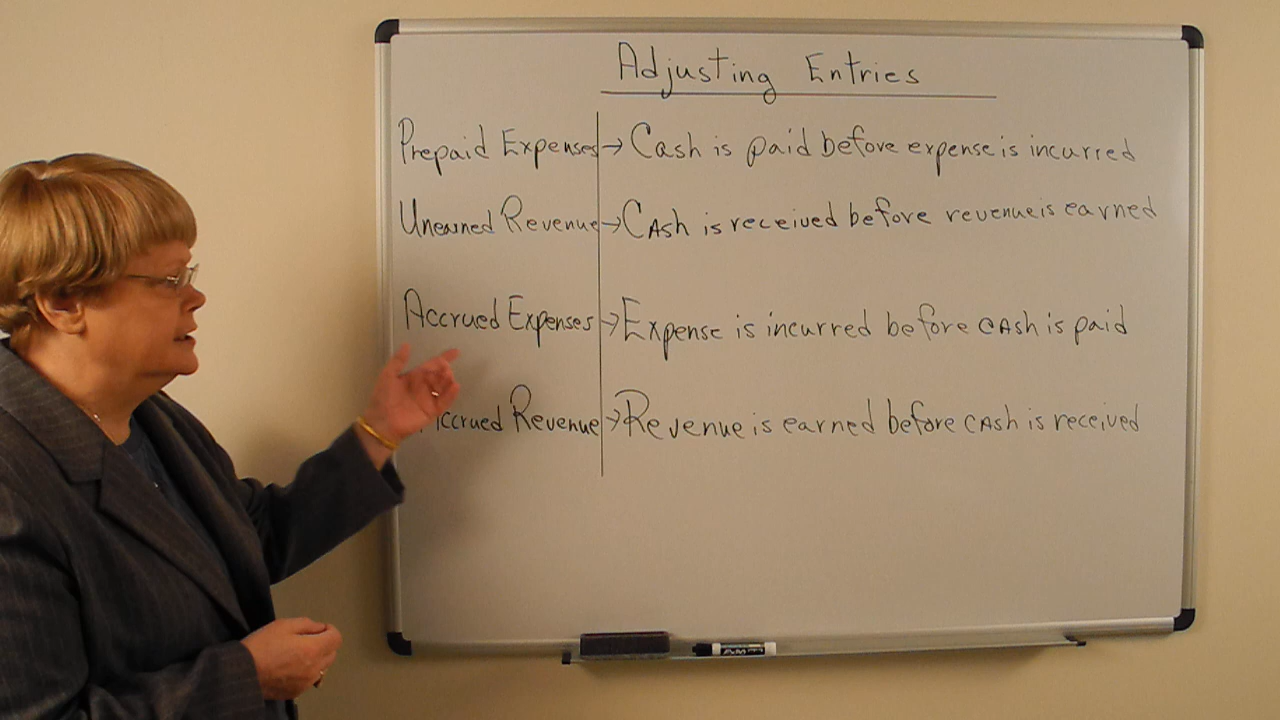 Adjusting Entries
Prepaid Expenses → Cash is paid before expense is incurred
Unearned Revenue → Cash is received before revenue is earned
Accrued Expenses → Expense is incurred before cash is paid
ccrued Revenue → Revenue is earned before cash is received